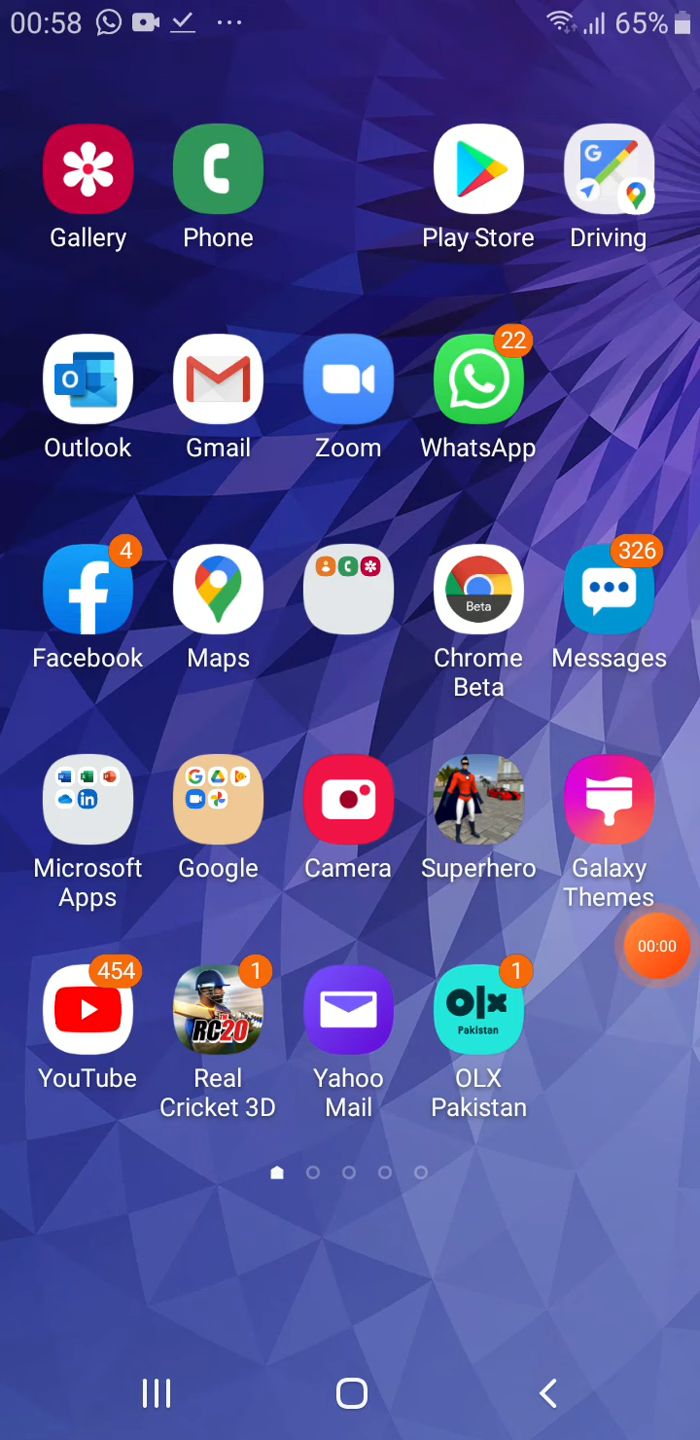 00:58 65%
Gallery Phone Play Store Driving
22
Outlook Gmail Zoom WhatsApp
4 326
Beta
Facebook Maps Chrome Beta Messages
Microsoft Apps Google Camera Superhero Galaxy Themes
00:00
454 1 1
RC20 olx Pakistan
YouTube Real Cricket 3D Yahoo Mail OLX Pakistan